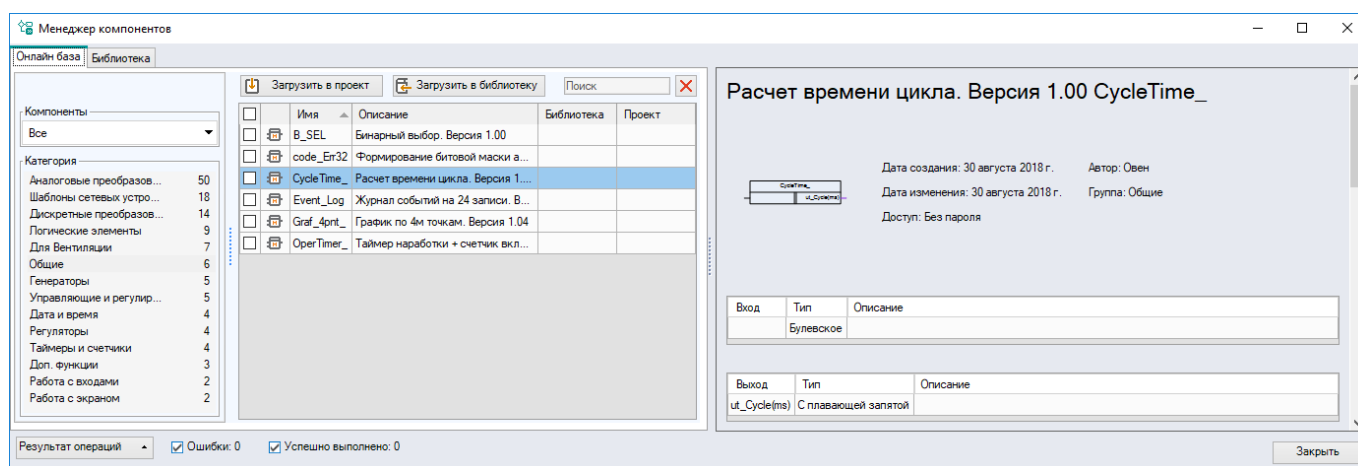 Менеджер компонентов
Онлайн база Библиотека
Загрузить в проект Загрузить в библиотеку Поиск
Компоненты
Все
Категория
Аналоговые преобразов... 50
Шаблоны сетевых устро... 18
Дискретные преобразов... 14
Логические элементы 9
Для Вентиляции 7
Общие 6
Генераторы 5
Управляющие и регулир... 5
Дата и время 4
Регуляторы 4
Таймеры и счетчики 4
Доп. функции 3
Работа с входами 2
Работа с экраном 2
Имя Описание Библиотека Проект
B_SEL Бинарный выбор. Версия 1.00
code_Err32 Формирование битовой маски а...
CycleTime_ Расчет времени цикла. Версия 1....
Event_Log Журнал событий на 24 записи. В...
Graf_4pnt_ График по 4м точкам. Версия 1.04
OperTimer_ Таймер наработки + счетчик вкл...
Расчет времени цикла. Версия 1.00 CycleTime_
CycleTime_
ut_Cycle(ms)
Дата создания: 30 августа 2018 г. Автор: Овен
Дата изменения: 30 августа 2018 г. Группа: Общие
Доступ: Без пароля
Вход Тип Описание
Булевское
Выход Тип Описание
ut_Cycle(ms) С плавающей запятой
Результат операций Ошибки: 0 Успешно выполнено: 0
Закрыть